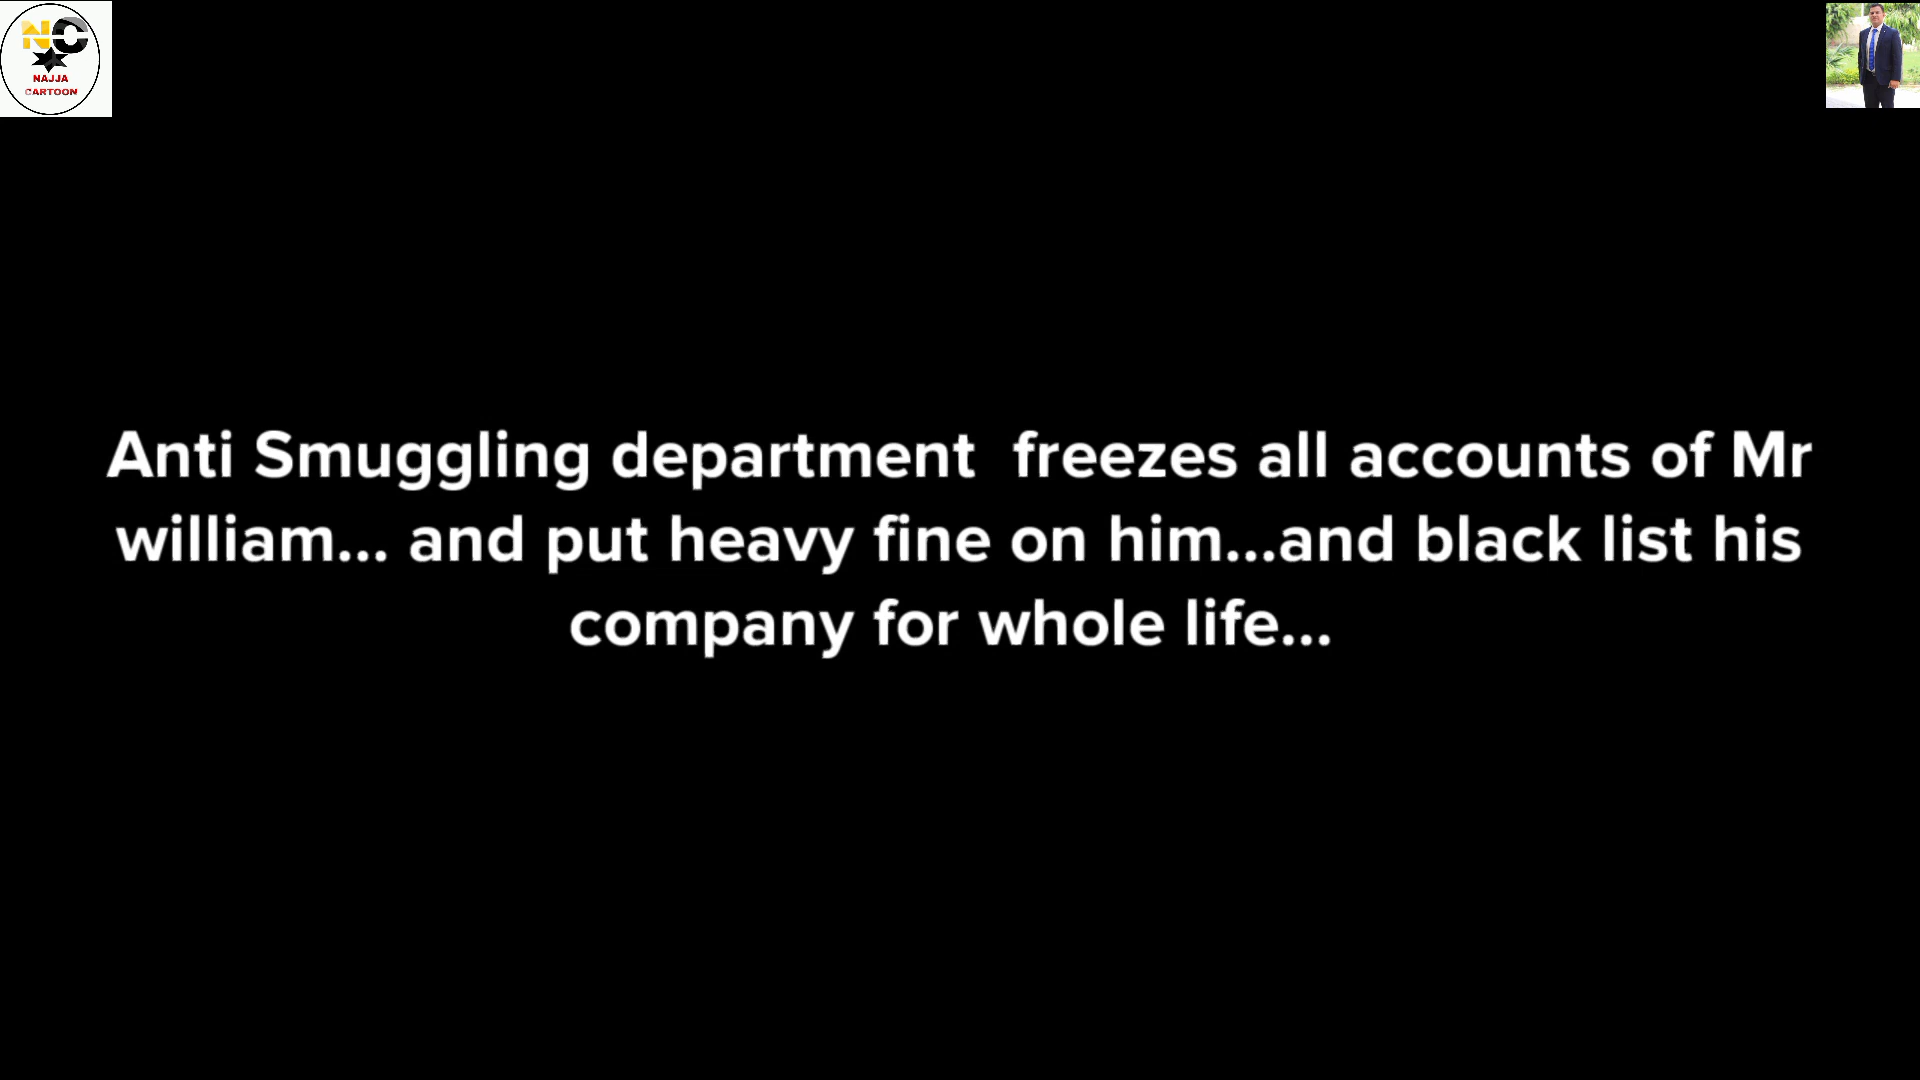 NC
NAJJA
CARTOON
Anti Smuggling department  freezes all accounts of Mr
william... and put heavy fine on him...and black list his
company for whole life...